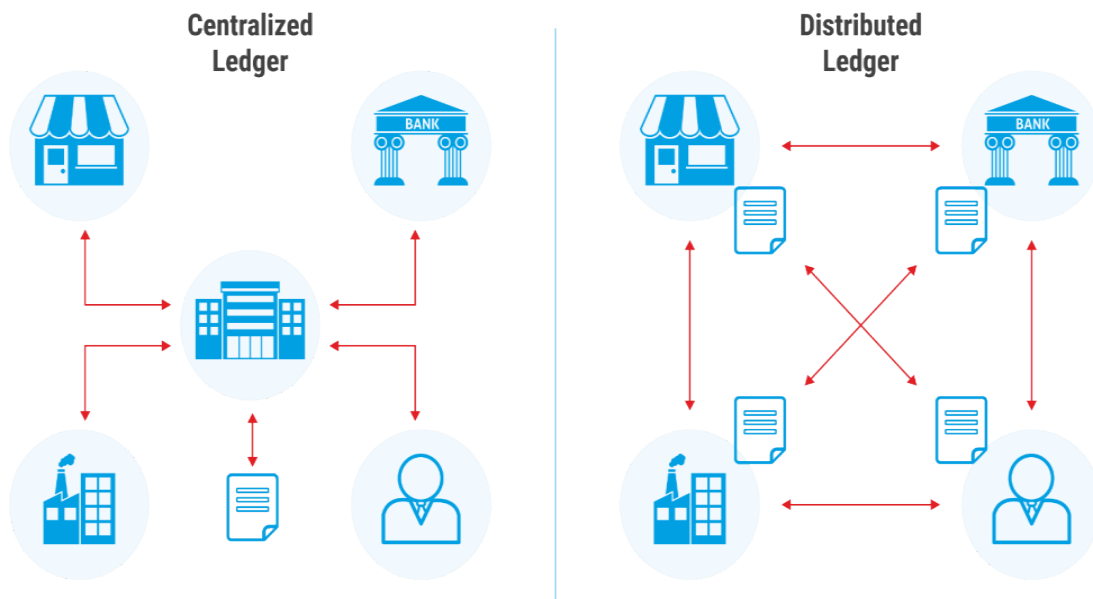 Centralized
Ledger
Distributed
Ledger
BANK
BANK